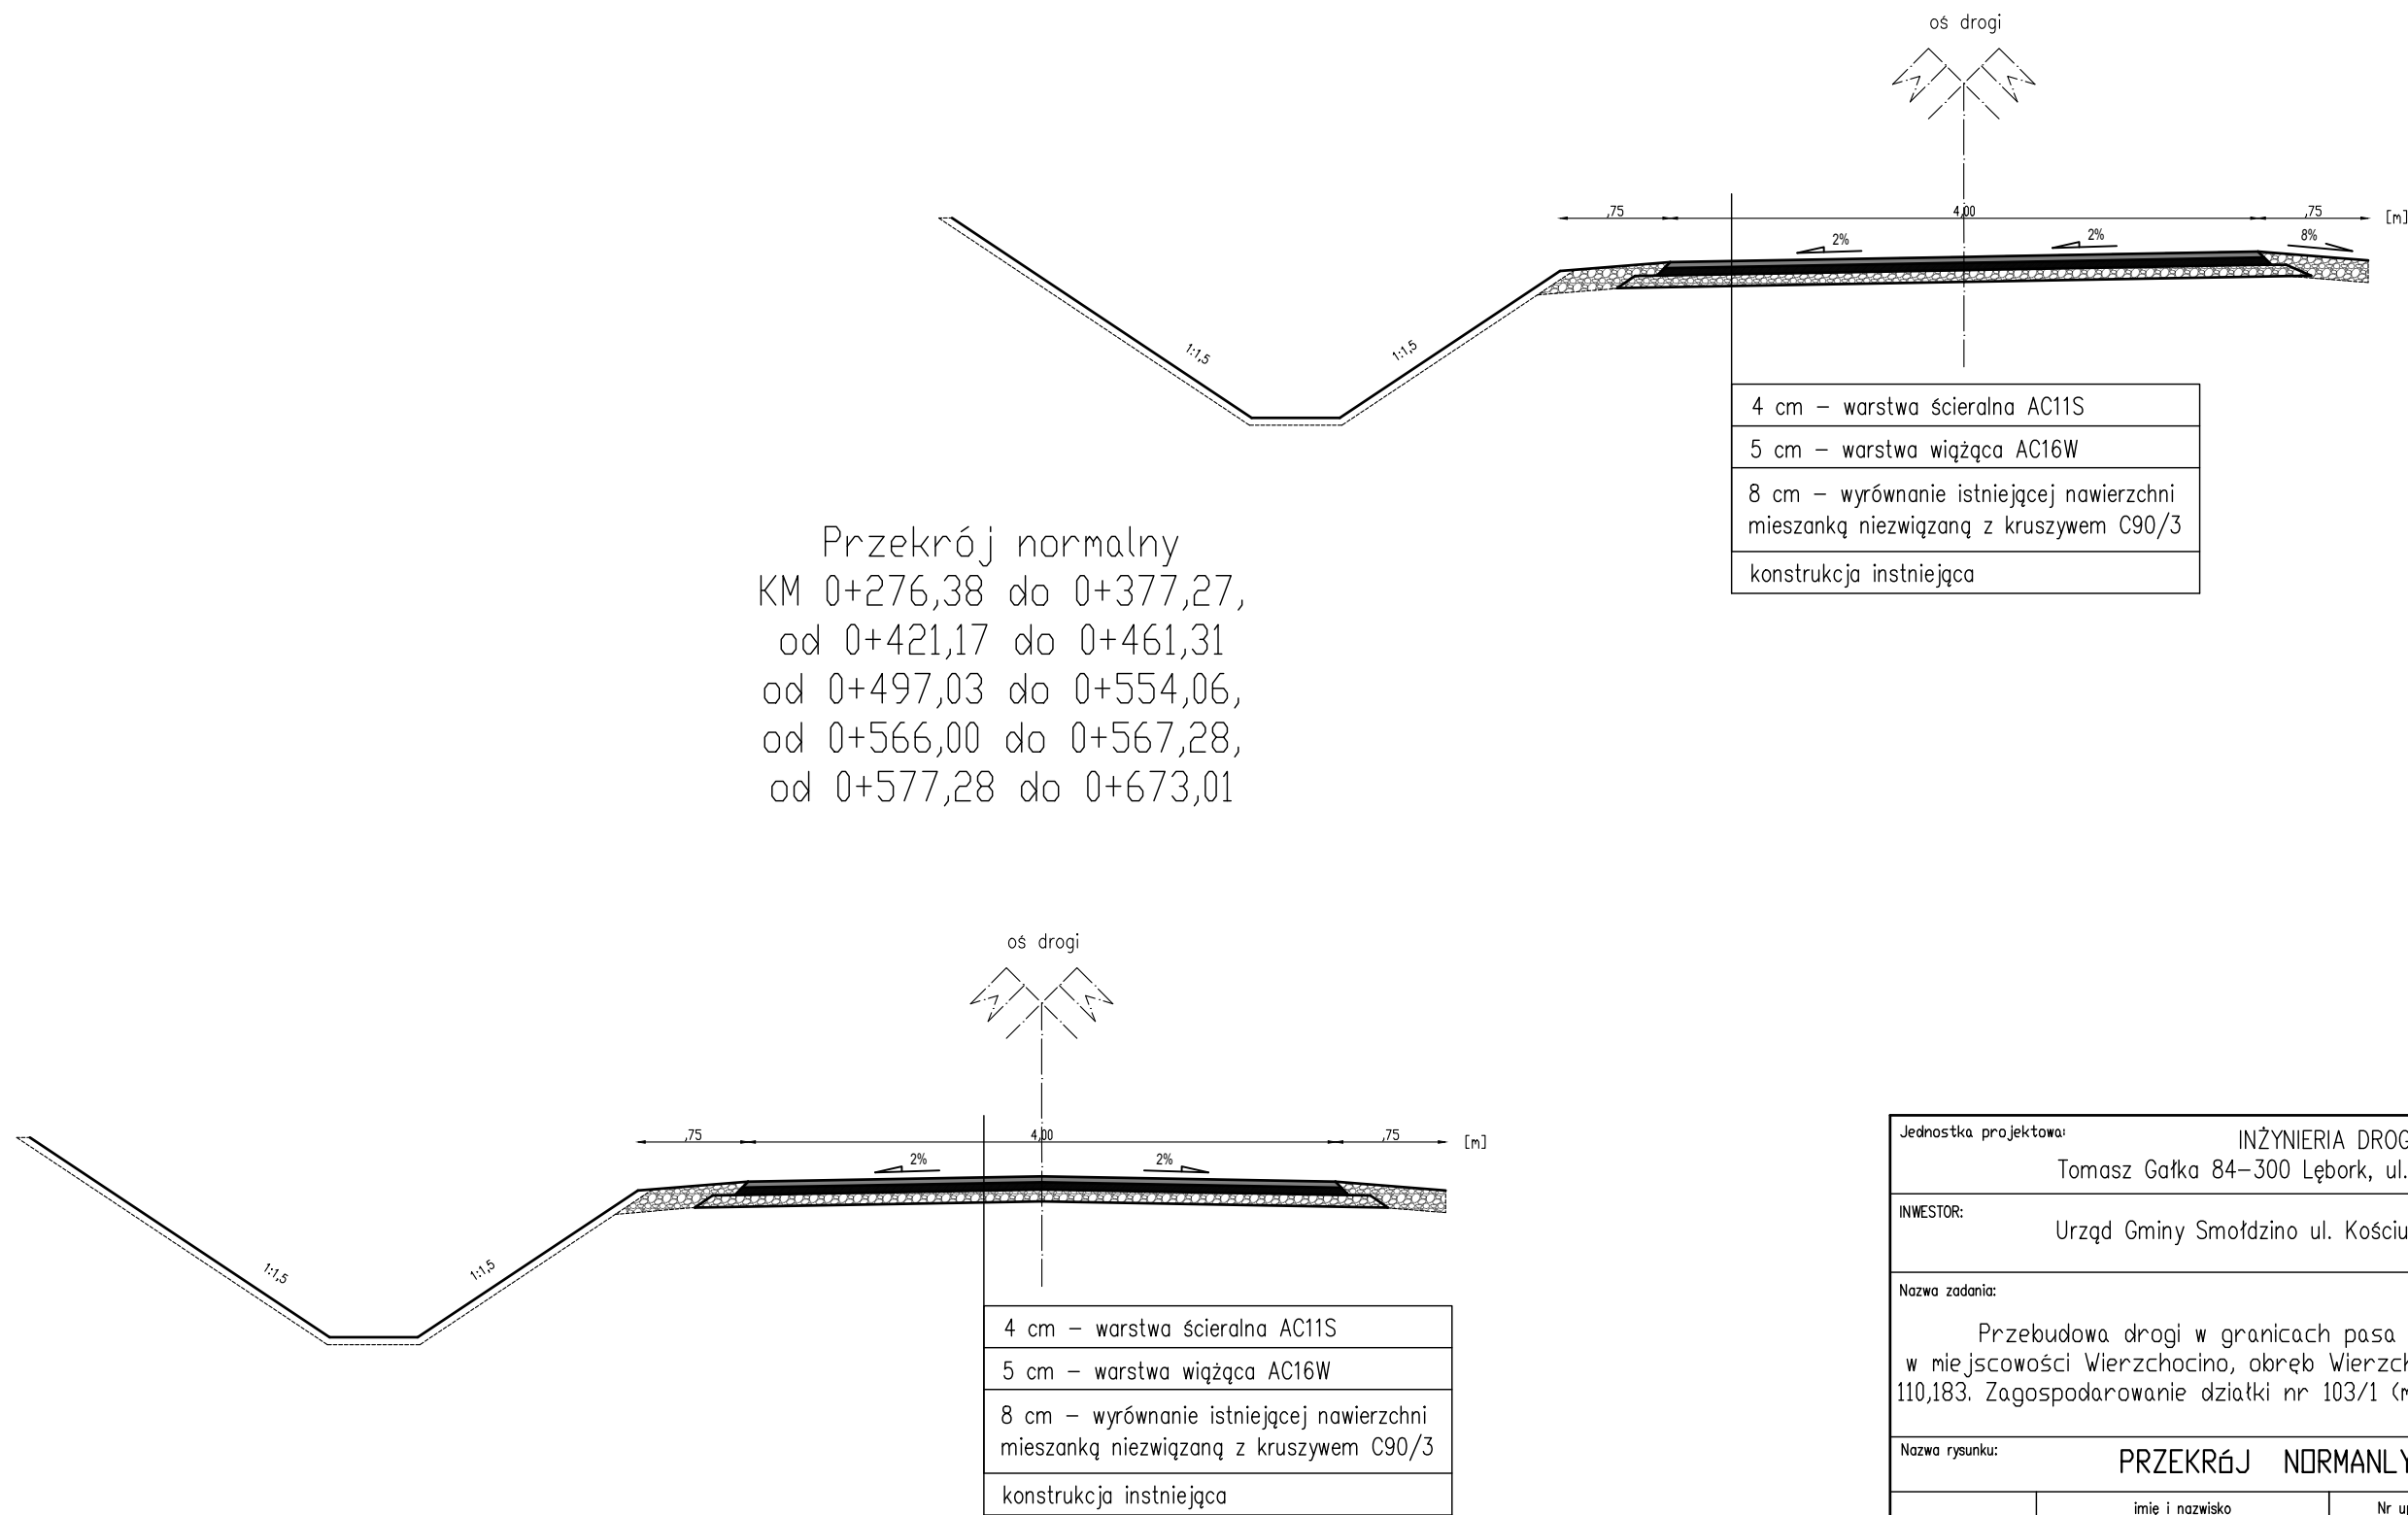 oś drogi
,75 4,00 ,75 [m]
2% 2% 8%
1:1,5 1:1,5
4 cm – warstwa ścieralna AC11S
5 cm – warstwa wiążąca AC16W
8 cm – wyrównanie istniejącej nawierzchni
mieszanką niezwiązaną z kruszywem C90/3
konstrukcja instniejąca
Przekrój normalny
KM 0+276,38 do 0+377,27,
od 0+421,17 do 0+461,31
od 0+497,03 do 0+554,06,
od 0+566,00 do 0+567,28,
od 0+577,28 do 0+673,01
oś drogi
,75 4,00 ,75 [m]
2% 2%
1:1,5 1:1,5
4 cm – warstwa ścieralna AC11S
5 cm – warstwa wiążąca AC16W
8 cm – wyrównanie istniejącej nawierzchni
mieszanką niezwiązaną z kruszywem C90/3
konstrukcja instniejąca
Jednostka projektowa:
INŻYNIERIA
Tomasz Gałka 84–300 Lębork, ul.
INWESTOR:
Urząd Gminy Smołdzino ul.
Nazwa zadania:
Przebudowa drogi w granicach pasa
w miejscowości Wierzchocino, obręb
110,183. Zagospodarowanie działki nr 103/1
Nazwa rysunku:
PRZEKRóJ NORMANLY
imię i nazwisko
Nr